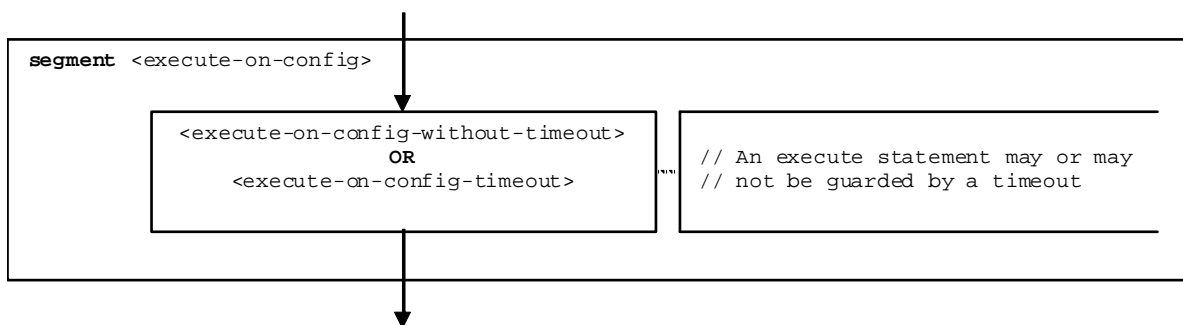 segment <execute-on-config>
<execute-on-config-without-timeout>
OR
<execute-on-config-timeout>
// An execute statement may or may
// not be guarded by a timeout